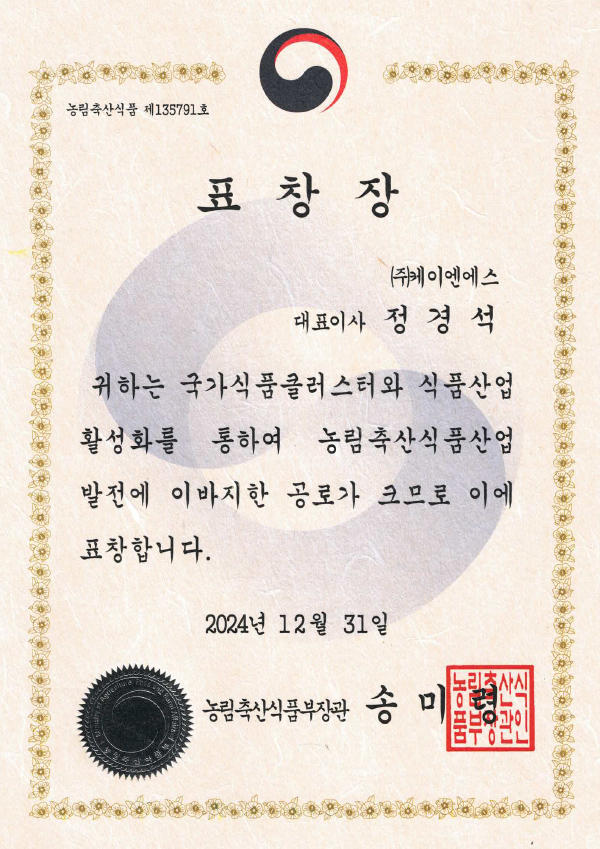 농림축산식품 제135791호
표 창 장
㈜케이엔에스
대표이사 정 경 석
귀하는 국가식품클러스터와 식품산업
활성화를 통하여 농림축산식품산업
발전에 이바지한 공로가 크므로 이에
표창합니다.
2024년 12월 31일
농림축산식품부장관 송 미 령
농림축산식
품부장관인